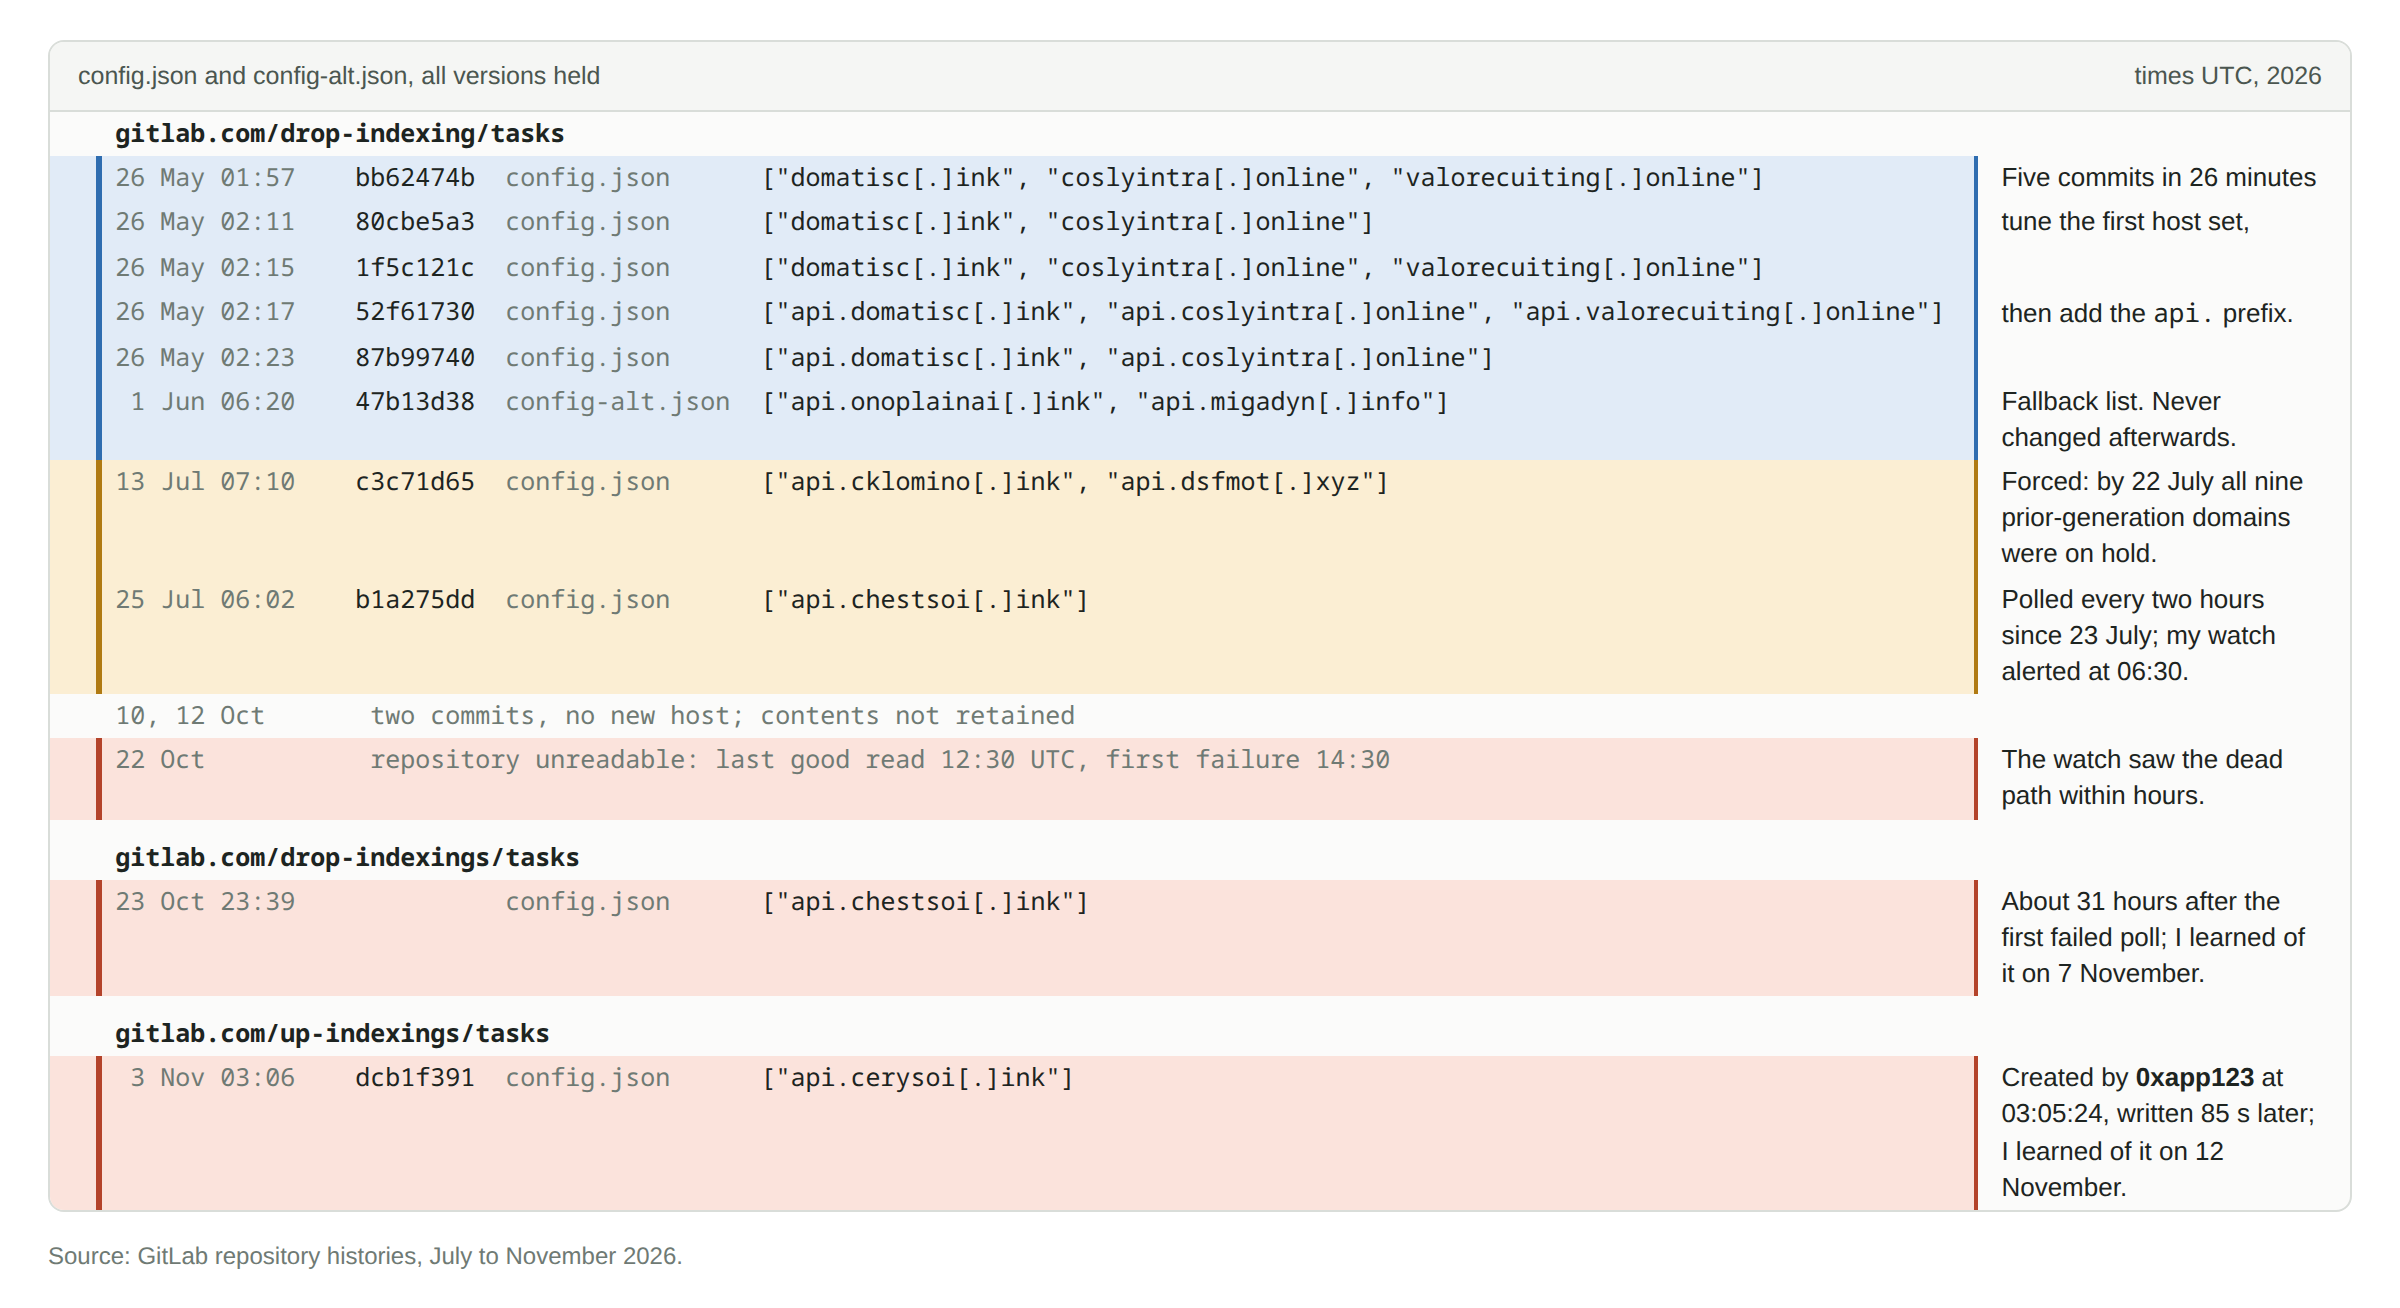 config.json and config-alt.json, all versions held
times UTC, 2026
gitlab.com/drop-indexing/tasks
26 May 01:57 bb62474b config.json ["domatisc[.]ink", "coslyintra[.]online", "valorecuiting[.]online"]
Five commits in 26 minutes
26 May 02:11 80cbe5a3 config.json ["domatisc[.]ink", "coslyintra[.]online"]
tune the first host set,
26 May 02:15 1f5c121c config.json ["domatisc[.]ink", "coslyintra[.]online", "valorecuiting[.]online"]
26 May 02:17 52f61730 config.json ["api.domatisc[.]ink", "api.coslyintra[.]online", "api.valorecuiting[.]online"]
then add the api. prefix.
26 May 02:23 87b99740 config.json ["api.domatisc[.]ink", "api.coslyintra[.]online"]
1 Jun 06:20 47b13d38 config-alt.json ["api.onoplainai[.]ink", "api.migadyn[.]info"]
Fallback list. Never
changed afterwards.
13 Jul 07:10 c3c71d65 config.json ["api.cklomino[.]ink", "api.dsfmot[.]xyz"]
Forced: by 22 July all nine
prior-generation domains
were on hold.
25 Jul 06:02 b1a275dd config.json ["api.chestsoi[.]ink"]
Polled every two hours
since 23 July; my watch
alerted at 06:30.
10, 12 Oct two commits, no new host; contents not retained
22 Oct repository unreadable: last good read 12:30 UTC, first failure 14:30
The watch saw the dead
path within hours.
gitlab.com/drop-indexings/tasks
23 Oct 23:39 config.json ["api.chestsoi[.]ink"]
About 31 hours after the
first failed poll; I learned of
it on 7 November.
gitlab.com/up-indexings/tasks
3 Nov 03:06 dcb1f391 config.json ["api.cerysoi[.]ink"]
Created by 0xapp123 at
03:05:24, written 85 s later;
I learned of it on 12
November.
Source: GitLab repository histories, July to November 2026.